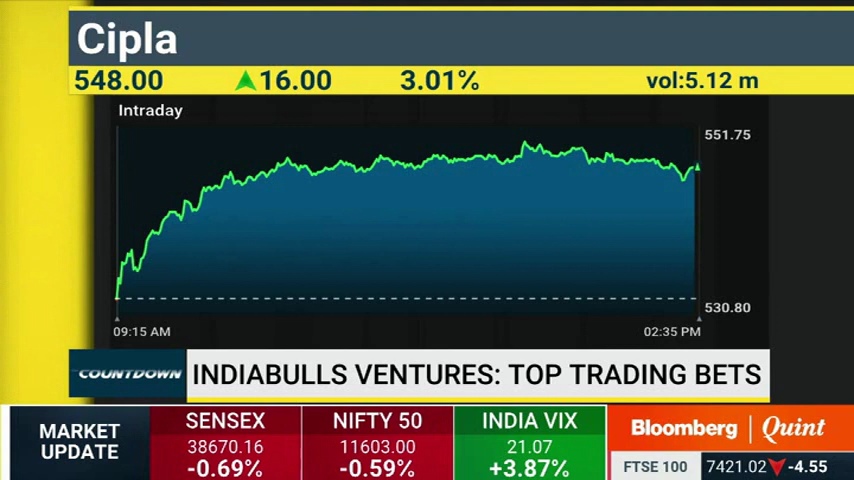 Cipla
548.00 ▲16.00 3.01% vol:5.12 m
Intraday
551.75
530.80
09:15 AM 02:35 PM
COUNTDOWN INDIABULLS VENTURES: TOP TRADING BETS
MARKET UPDATE
SENSEX
38670.16
-0.69%
NIFTY 50
11603.00
-0.59%
INDIA VIX
21.07
+3.87%
Bloomberg | Quint
FTSE 100 7421.02 ▼-4.55